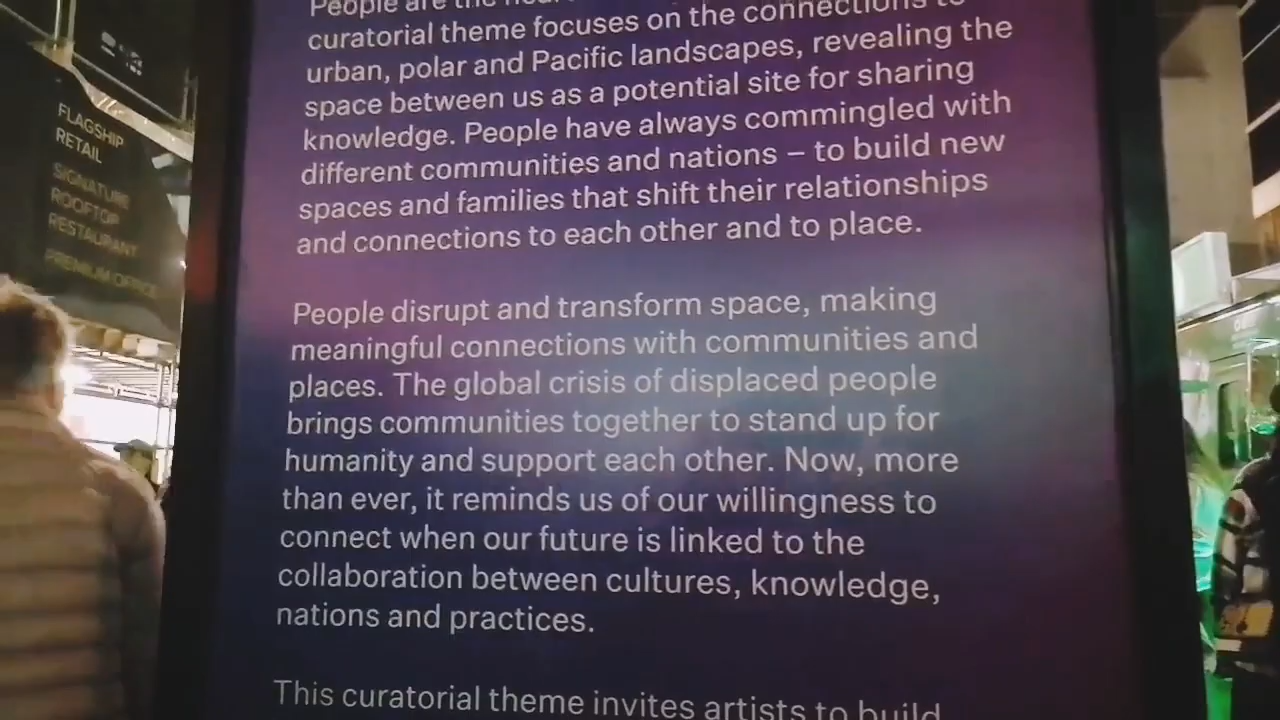 People are the
curatorial theme focuses on the connections to
urban, polar and Pacific landscapes, revealing the
space between us as a potential site for sharing
knowledge. People have always commingled with
different communities and nations – to build new
spaces and families that shift their relationships
and connections to each other and to place.
People disrupt and transform space, making
meaningful connections with communities and
places. The global crisis of displaced people
brings communities together to stand up for
humanity and support each other. Now, more
than ever, it reminds us of our willingness to
connect when our future is linked to the
collaboration between cultures, knowledge,
nations and practices.
This curatorial theme invites artists to build
FLAGSHIP
RETAIL
SIGNATURE
ROOFTOP
RESTAURANT
PREMIUM OFFICE